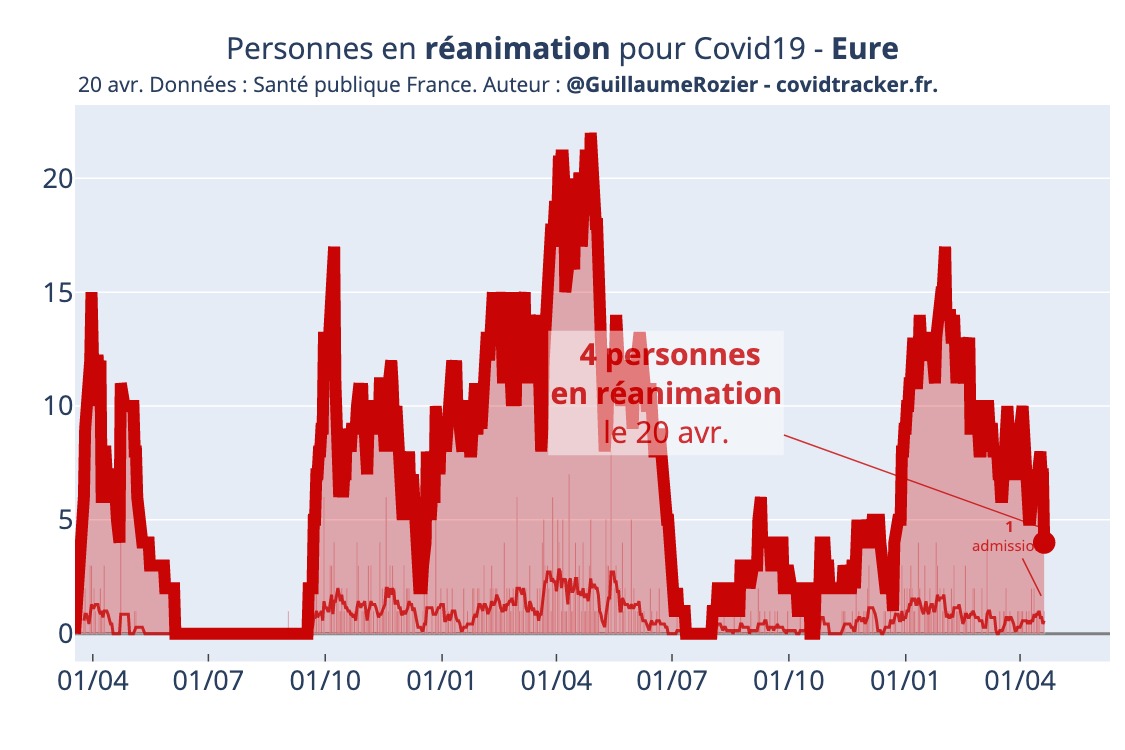 Personnes en réanimation pour Covid19 - Eure
20 avr. Données : Santé publique France. Auteur : @GuillaumeRozier - covidtracker.fr.
20
15
10
5
0
4 personnes
en réanimation
le 20 avr.
1
admissio
01/04 01/07 01/10 01/01 01/04 01/07 01/10 01/01 01/04